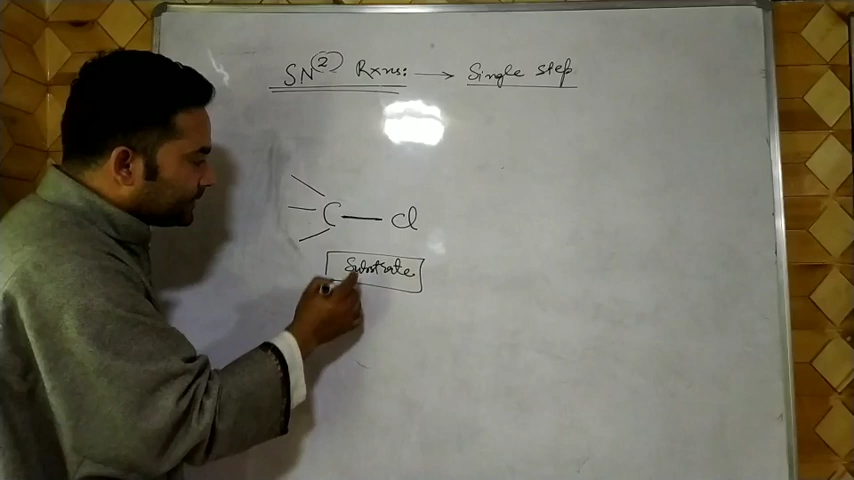 SN2 Rxns: → Single step
C — Cl
Substrate